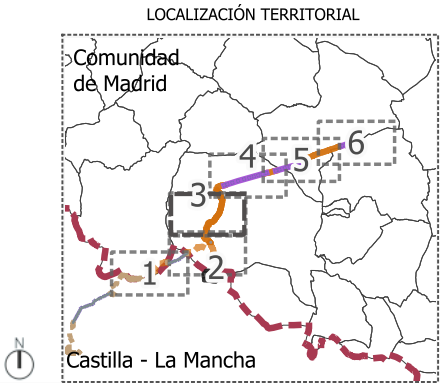 LOCALIZACIÓN TERRITORIAL
Comunidad
de Madrid
6
5
4
3
2
1
Castilla - La Mancha
N